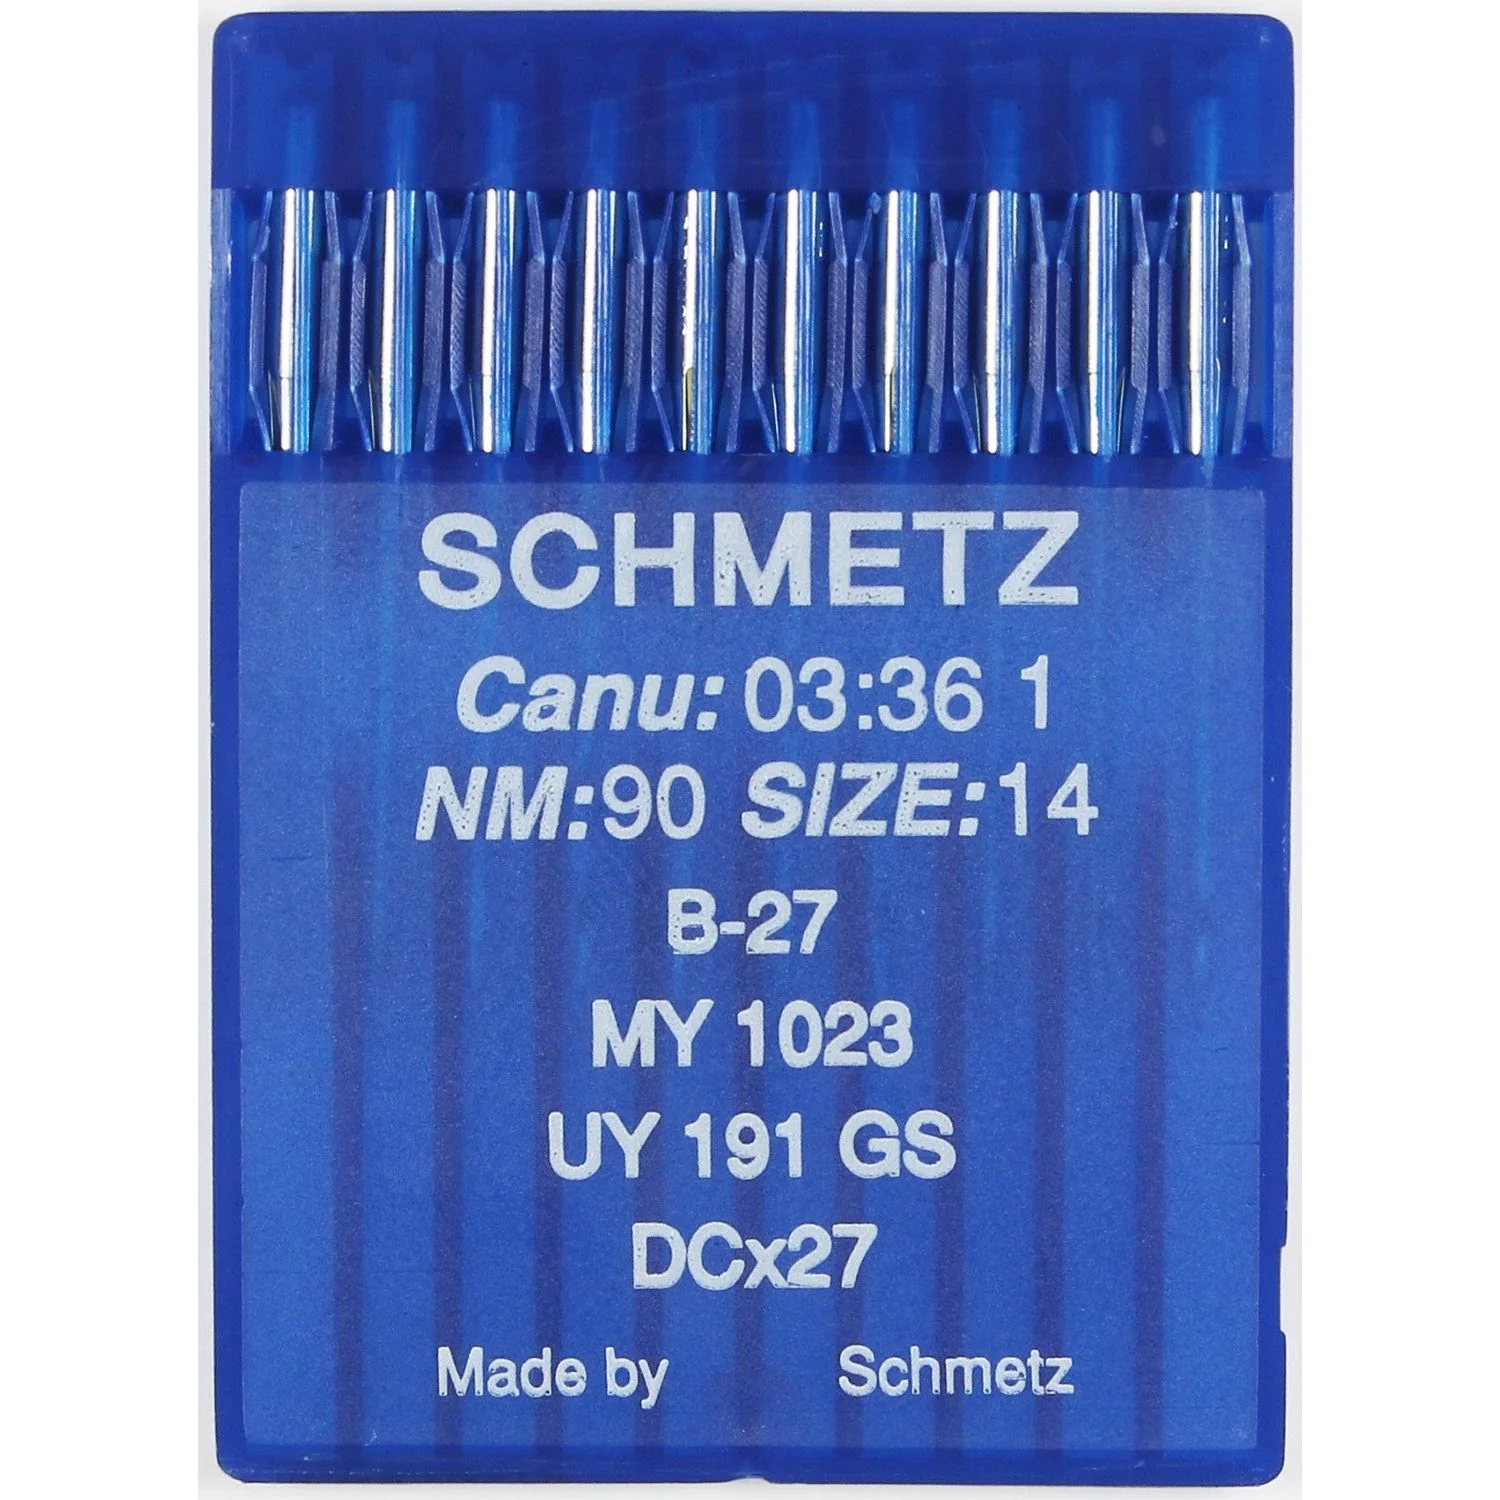 SCHMETZ
Canu: 03:36 1
NM:90 SIZE:14
B-27
MY 1023
UY 191 GS
DCx27
Made by Schmetz